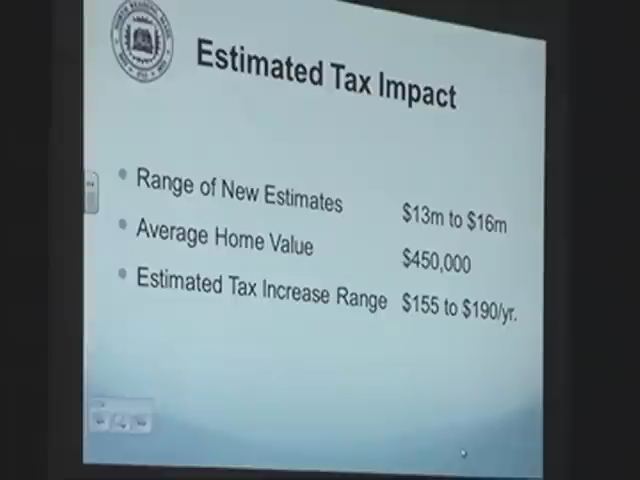 Estimated Tax Impact
Range of New Estimates $13m to $16m
Average Home Value $450,000
Estimated Tax Increase Range $155 to $190/yr.